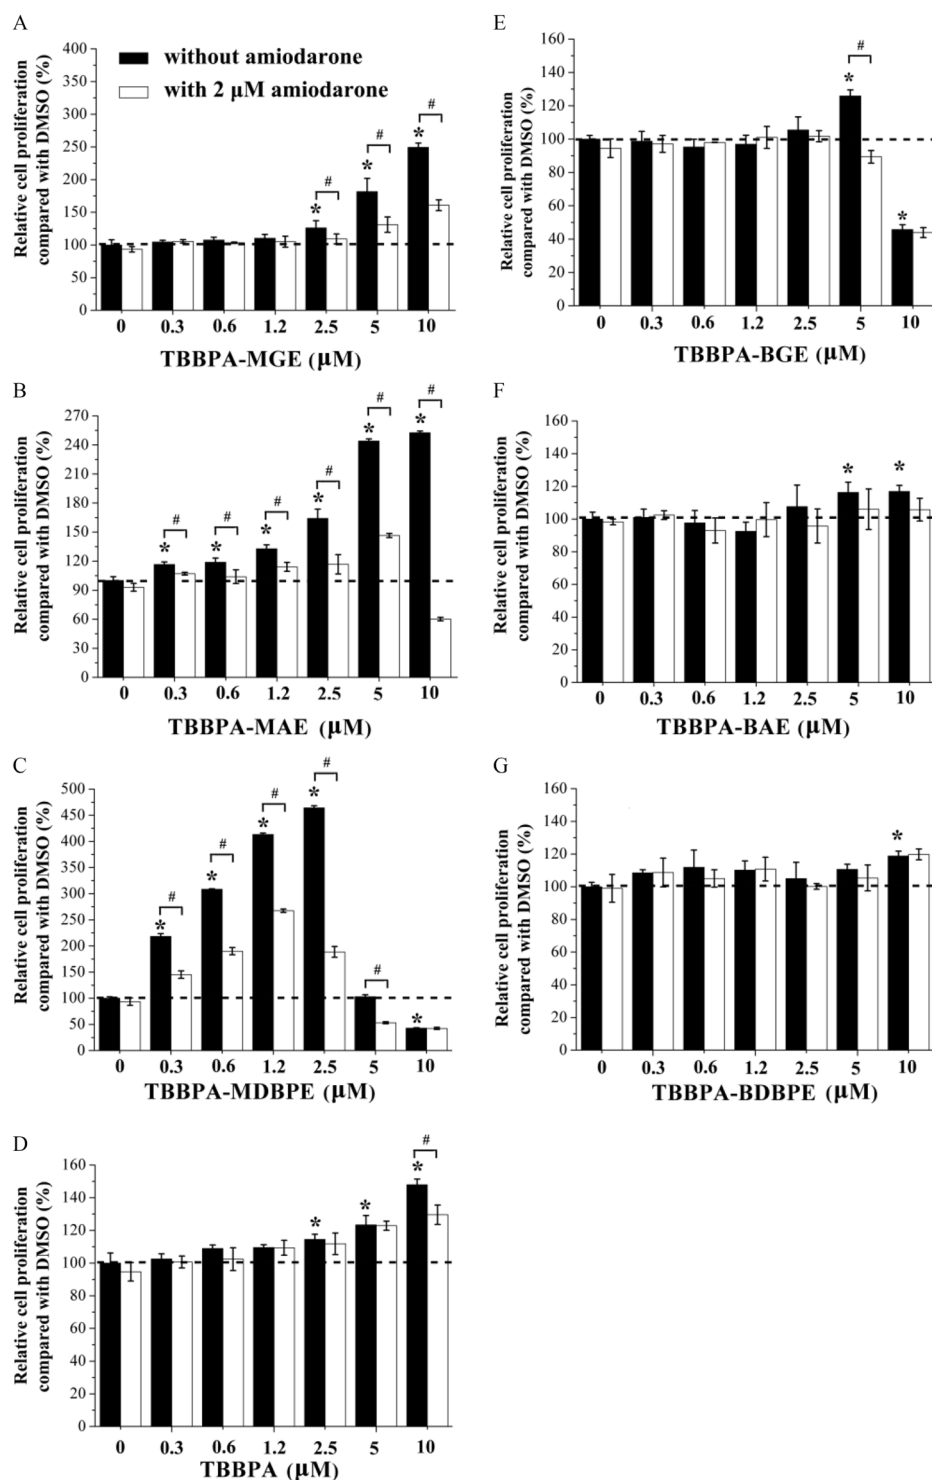 A
Relative cell proliferation
compared with DMSO (%)
400
350
300
250
200
150
100
50
0
without amiodarone
with 2 μM amiodarone
*
#
*
#
*
#
0 0.3 0.6 1.2 2.5 5 10
TBBPA-MGE (μM)
B
Relative cell proliferation
compared with DMSO (%)
270
240
210
180
150
120
90
60
30
0
*
#
*
#
*
#
*
#
*
#
*
#
0 0.3 0.6 1.2 2.5 5 10
TBBPA-MAE (μM)
C
Relative cell proliferation
compared with DMSO (%)
500
450
400
350
300
250
200
150
100
50
0
*
#
*
#
*
#
*
#
#
*
0 0.3 0.6 1.2 2.5 5 10
TBBPA-MDBPE (μM)
D
Relative cell proliferation
compared with DMSO (%)
160
140
120
100
80
60
40
20
0
*
*
*
#
0 0.3 0.6 1.2 2.5 5 10
TBBPA (μM)
E
Relative cell proliferation
compared with DMSO (%)
160
140
120
100
80
60
40
20
0
*
#
*
0 0.3 0.6 1.2 2.5 5 10
TBBPA-BGE (μM)
F
Relative cell proliferation
compared with DMSO (%)
160
140
120
100
80
60
40
20
0
*
*
0 0.3 0.6 1.2 2.5 5 10
TBBPA-BAE (μM)
G
Relative cell proliferation
compared with DMSO (%)
160
140
120
100
80
60
40
20
0
*
0 0.3 0.6 1.2 2.5 5 10
TBBPA-BDBPE (μM)